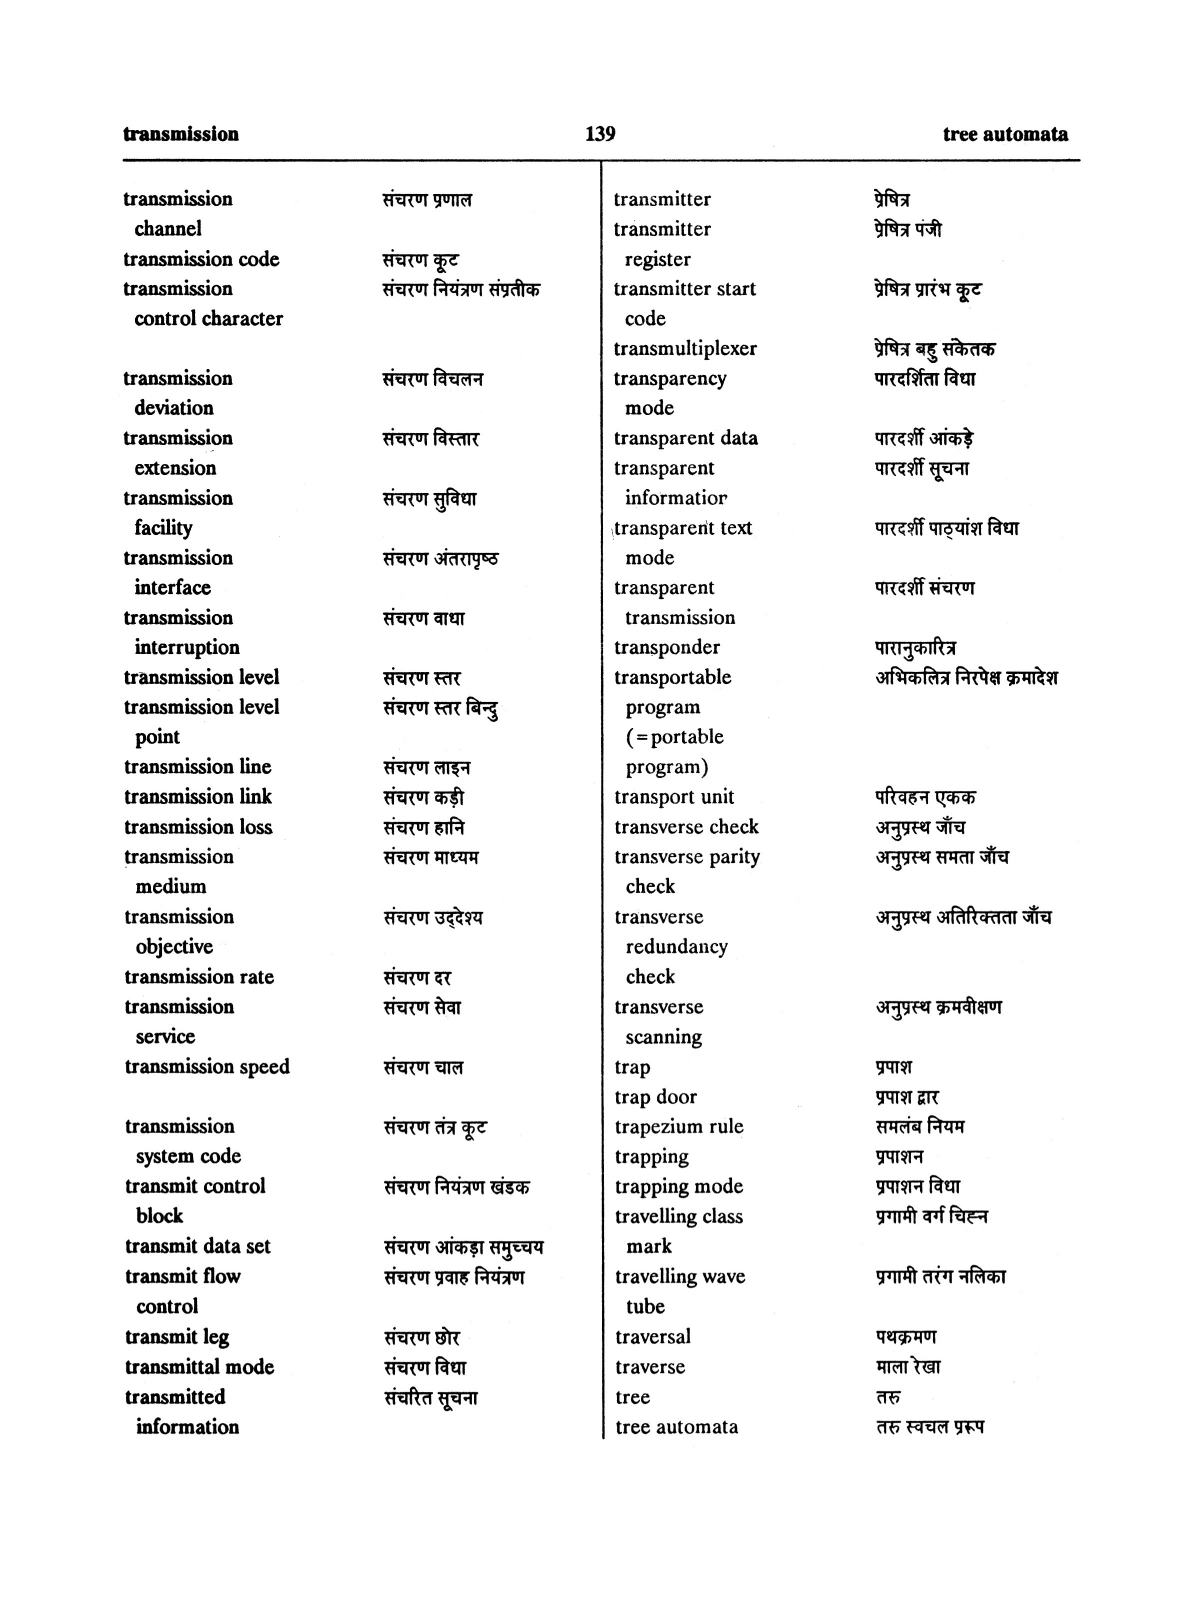 transmission 139 tree automata
transmission संचरण प्रणाल
channel
transmission code संचरण कूट
transmission संचरण नियंत्रण संप्रतीक
control character
transmission संचरण विचलन
deviation
transmission संचरण विस्तार
extension
transmission संचरण सुविधा
facility
transmission संचरण अंतरापृष्ठ
interface
transmission संचरण वाधा
interruption
transmission level संचरण स्तर
transmission level संचरण स्तर बिन्दु
point
transmission line संचरण लाइन
transmission link संचरण कड़ी
transmission loss संचरण हानि
transmission संचरण माध्यम
medium
transmission संचरण उद्देश्य
objective
transmission rate संचरण दर
transmission संचरण सेवा
service
transmission speed संचरण चाल
transmission संचरण तंत्र कूट
system code
transmit control संचरण नियंत्रण खंडक
block
transmit data set संचरण आंकड़ा समुच्चय
transmit flow संचरण प्रवाह नियंत्रण
control
transmit leg संचरण छोर
transmittal mode संचरण विधा
transmitted संचरित सूचना
information
transmitter प्रेषित्र
transmitter प्रेषित्र पंजी
register
transmitter start प्रेषित्र प्रारंभ कूट
code
transmultiplexer प्रेषित्र बहु संकेतक
transparency पारदर्शिता विधा
mode
transparent data पारदर्शी आंकड़े
transparent पारदर्शी सूचना
informatior
transparent text पारदर्शी पाठ्यांश विधा
mode
transparent पारदर्शी संचरण
transmission
transponder पारानुकारित्र
transportable अभिकलित्र निरपेक्ष क्रमादेश
program
(=portable
program)
transport unit परिवहन एकक
transverse check अनुप्रस्थ जाँच
transverse parity अनुप्रस्थ समता जाँच
check
transverse अनुप्रस्थ अतिरिक्तता जाँच
redundancy
check
transverse अनुप्रस्थ क्रमवीक्षण
scanning
trap प्रपाश
trap door प्रपाश द्वार
trapezium rule समलंब नियम
trapping प्रपाशन
trapping mode प्रपाशन विधा
travelling class प्रगामी वर्ग चिह्न
mark
travelling wave प्रगामी तरंग नलिका
tube
traversal पथक्रमण
traverse माला रेखा
tree तरु
tree automata तरु स्वचल प्ररूप